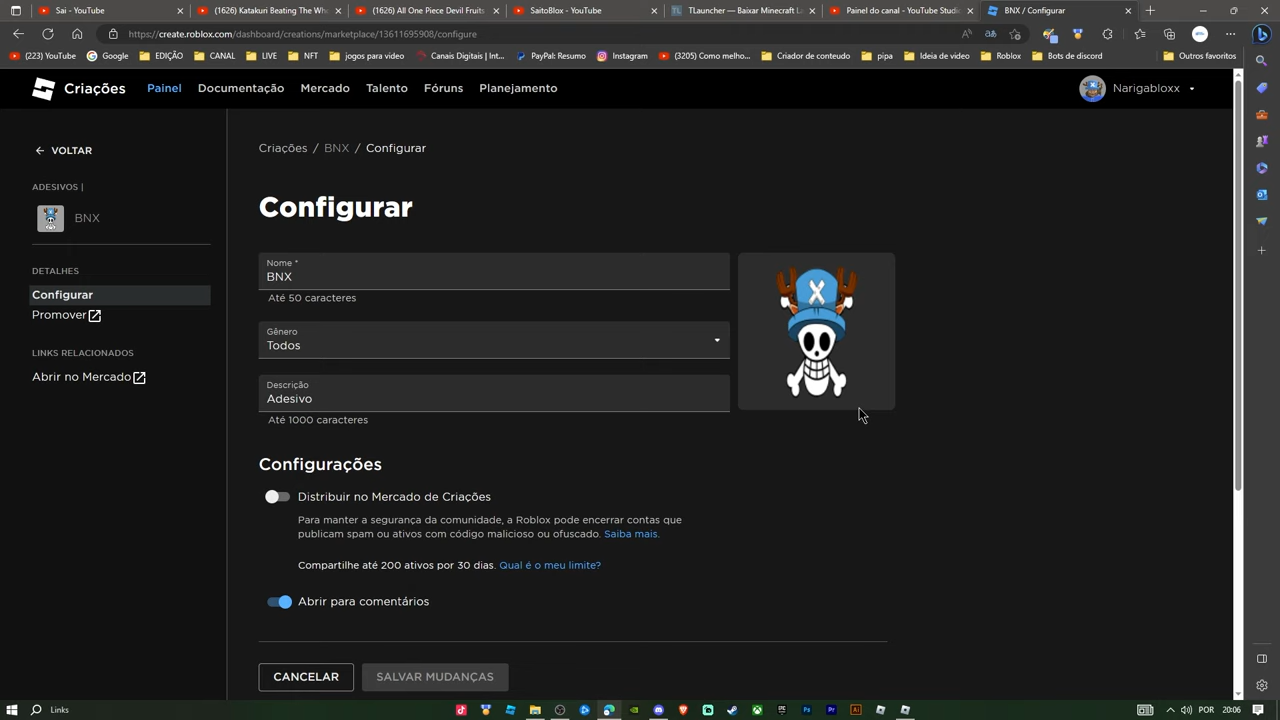 Sai - YouTube
(1626) Katakuri Beating The Wh
(1626) All One Piece Devil Fruits
SaitoBlox - YouTube
TLauncher — Baixar Minecraft L
Painel do canal - YouTube Studi
BNX / Configurar
https://create.roblox.com/dashboard/creations/marketplace/13611695908/configure
(223) YouTube
Google
EDIÇÃO
CANAL
LIVE
NFT
jogos para video
Canais Digitais | Int...
PayPal: Resumo
Instagram
(3205) Como melho...
Criador de conteudo
pipa
Ideia de video
Roblox
Bots de discord
Outros favoritos
Criações
Painel
Documentação
Mercado
Talento
Fóruns
Planejamento
Narigabloxx
VOLTAR
ADESIVOS |
BNX
DETALHES
Configurar
Promover
LINKS RELACIONADOS
Abrir no Mercado
Criações / BNX / Configurar
Configurar
Nome *
BNX
Até 50 caracteres
Gênero
Todos
Descrição
Adesivo
Até 1000 caracteres
Configurações
Distribuir no Mercado de Criações
Para manter a segurança da comunidade, a Roblox pode encerrar contas que
publicam spam ou ativos com código malicioso ou ofuscado. Saiba mais.
Compartilhe até 200 ativos por 30 dias. Qual é o meu limite?
Abrir para comentários
CANCELAR
SALVAR MUDANÇAS
Links
POR
20:06